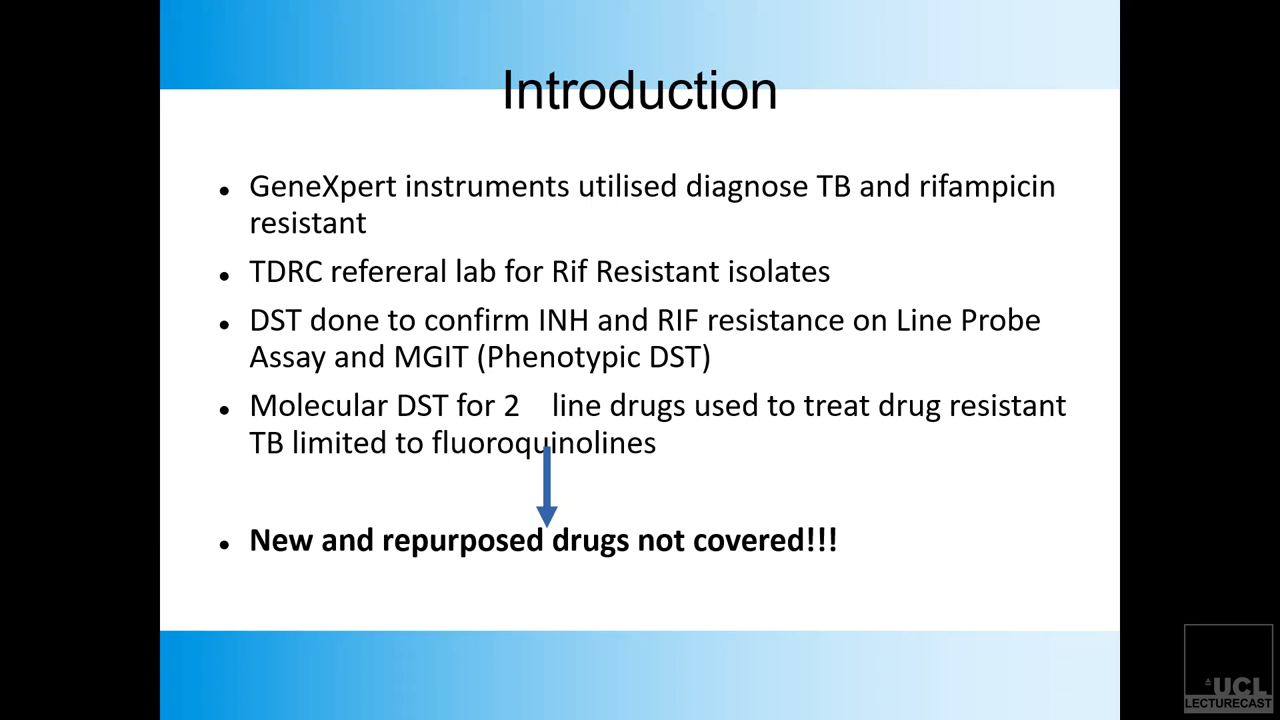 Introduction
• GeneXpert instruments utilised diagnose TB and rifampicin
resistant
• TDRC refereral lab for Rif Resistant isolates
• DST done to confirm INH and RIF resistance on Line Probe
Assay and MGIT (Phenotypic DST)
• Molecular DST for 2 line drugs used to treat drug resistant
TB limited to fluoroquinolines
• New and repurposed drugs not covered!!!
UCL
LECTURECAST